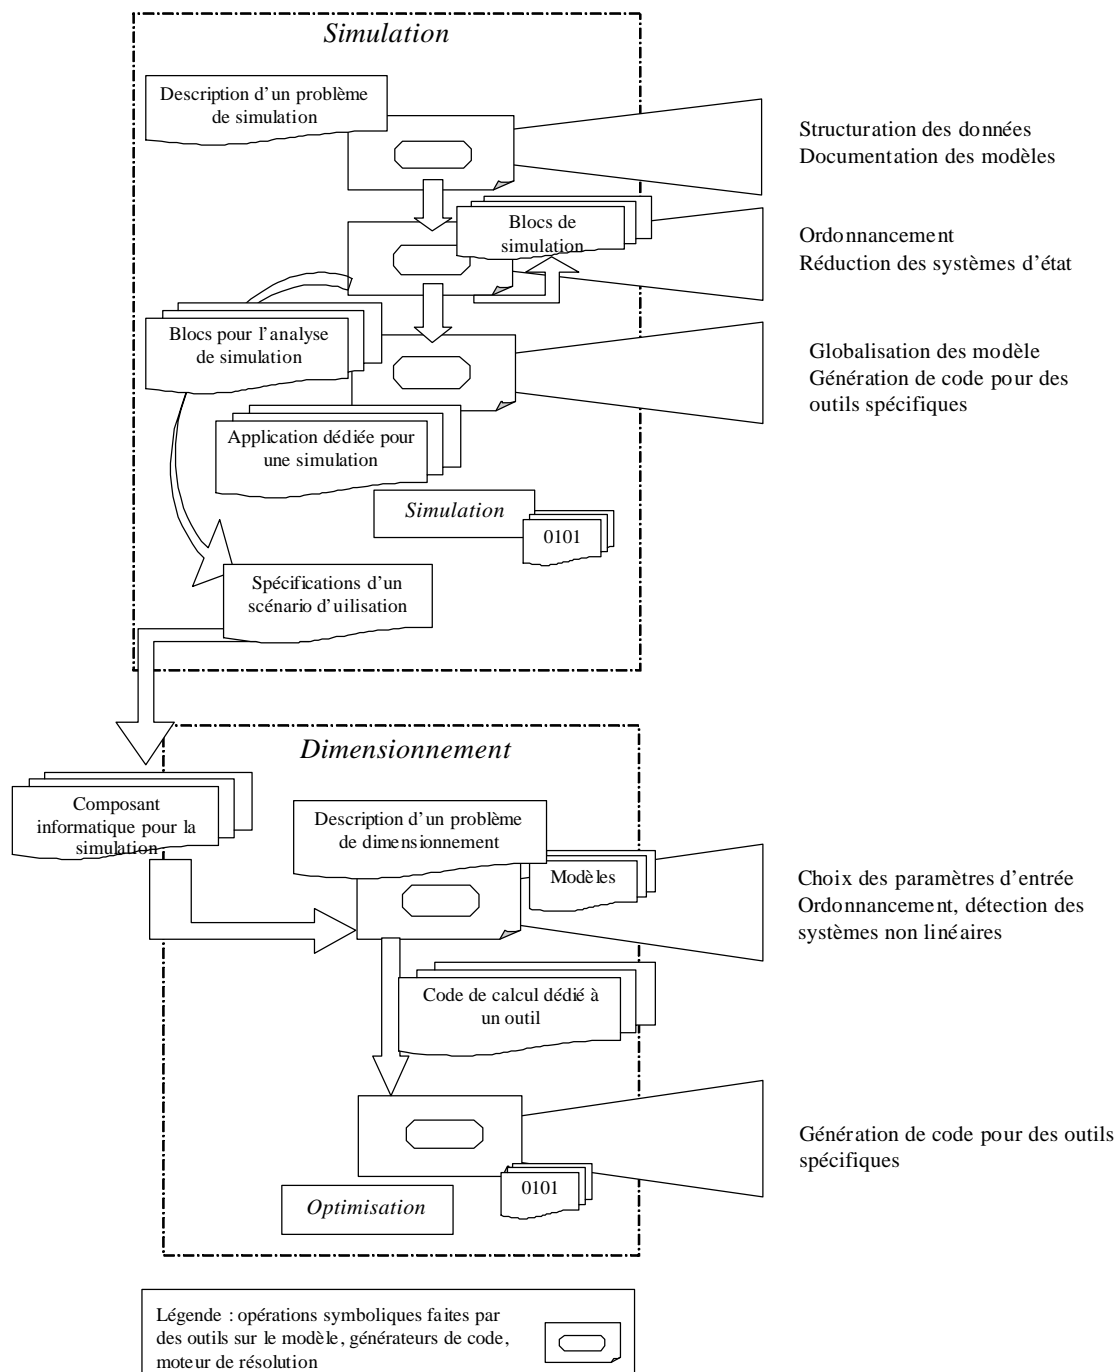 Simulation
Description d'un problème
de simulation
Structuration des données
Documentation des modèles
Blocs de
simulation
Ordonnancement
Réduction des systèmes d'état
Blocs pour l'analyse
de simulation
Globalisation des modèle
Génération de code pour des
outils spécifiques
Application dédiée pour
une simulation
Simulation
0101
Spécifications d'un
scénario d'uilisation
Dimensionnement
Composant
informatique pour la
simulation
Description d'un problème
de dimensionnement
Modèles
Choix des paramètres d'entrée
Ordonnancement, détection des
systèmes non linéaires
Code de calcul dédié à
un outil
Génération de code pour des outils
spécifiques
0101
Optimisation
Légende : opérations symboliques faites par
des outils sur le modèle, générateurs de code,
moteur de résolution